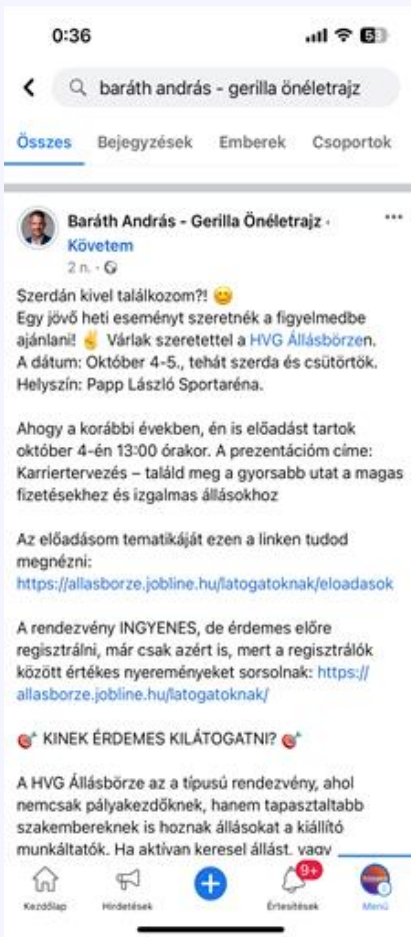 0:36
baráth andrás - gerilla önéletrajz
Összes Bejegyzések Emberek Csoportok
Baráth András - Gerilla Önéletrajz ·
Követem
2 n. ·
Szerdán kivel találkozom?! 😊
Egy jövő heti eseményt szeretnék a figyelmedbe
ajánlani! ✌️ Várlak szeretettel a HVG Állásbörzen.
A dátum: Október 4-5., tehát szerda és csütörtök.
Helyszín: Papp László Sportaréna.
Ahogy a korábbi években, én is előadást tartok
október 4-én 13:00 órakor. A prezentációm címe:
Karriertervezés – találd meg a gyorsabb utat a magas
fizetésekhez és izgalmas állásokhoz
Az előadásom tematikáját ezen a linken tudod
megnézni:
https://allasborze.jobline.hu/latogatoknak/eloadasok
A rendezvény INGYENES, de érdemes előre
regisztrálni, már csak azért is, mert a regisztrálók
között értékes nyereményeket sorsolnak: https://
allasborze.jobline.hu/latogatoknak/
🎯 KINEK ÉRDEMES KILÁTOGATNI? 🎯
A HVG Állásbörze az a típusú rendezvény, ahol
nemcsak pályakezdőknek, hanem tapasztaltabb
szakembereknek is hoznak állásokat a kiállító
munkáltatók. Ha aktívan keresel állást, vagy
9+
Kezdőlap Hirdetések Értesítések Menü